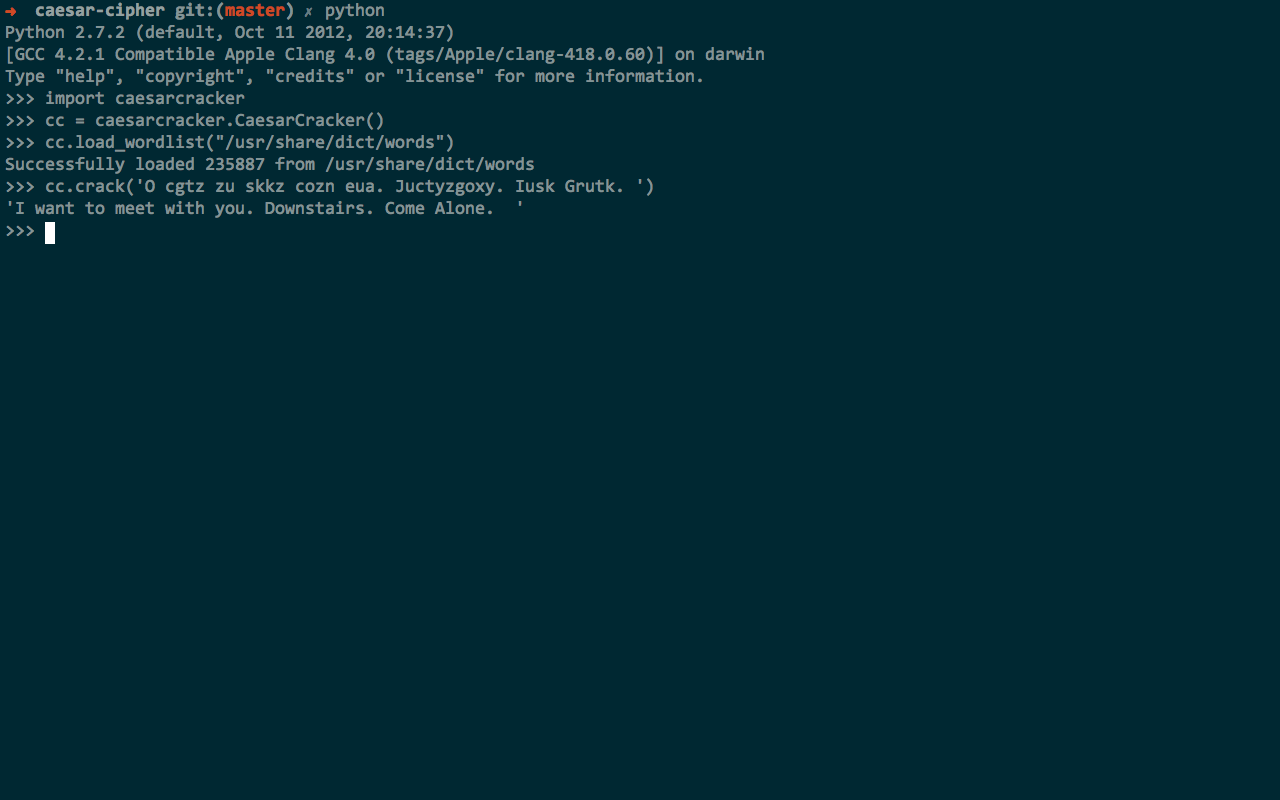 ➜  caesar-cipher git:(master) ✗ python
Python 2.7.2 (default, Oct 11 2012, 20:14:37)
[GCC 4.2.1 Compatible Apple Clang 4.0 (tags/Apple/clang-418.0.60)] on darwin
Type "help", "copyright", "credits" or "license" for more information.
>>> import caesarcracker
>>> cc = caesarcracker.CaesarCracker()
>>> cc.load_wordlist("/usr/share/dict/words")
Successfully loaded 235887 from /usr/share/dict/words
>>> cc.crack('O cgtz zu skkz cozn eua. Juctyzgoxy. Iusk Grutk. ')
'I want to meet with you. Downstairs. Come Alone.  '
>>>